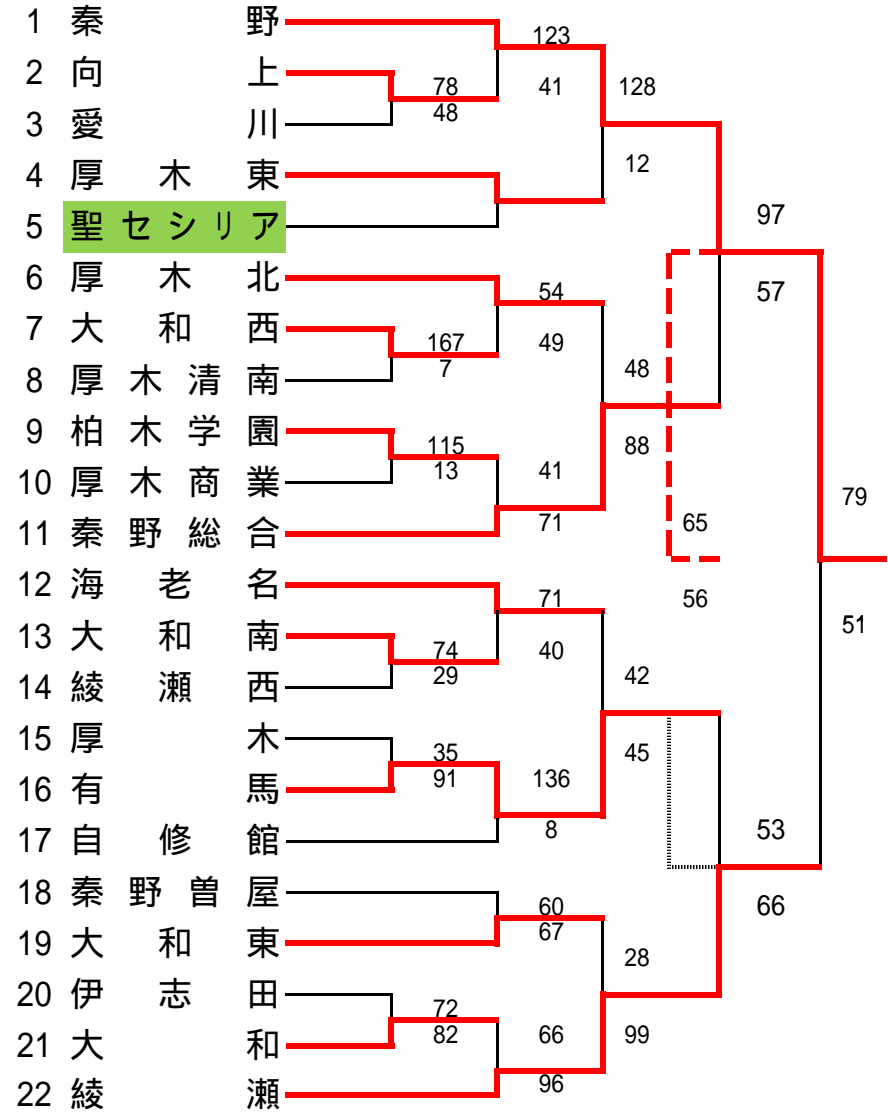 1 秦野
2 向上
3 愛川
4 厚木東
5 聖セシリア
6 厚木北
7 大和西
8 厚木清南
9 柏木学園
10 厚木商業
11 秦野総合
12 海老名
13 大和南
14 綾瀬西
15 厚木
16 有馬
17 自修館
18 秦野曽屋
19 大和東
20 伊志田
21 大和
22 綾瀬
78
48
167
7
115
13
74
29
35
91
72
82
123
41
54
49
41
71
71
40
136
8
60
67
66
96
128
12
48
88
42
45
28
99
65
56
97
57
53
66
79
51